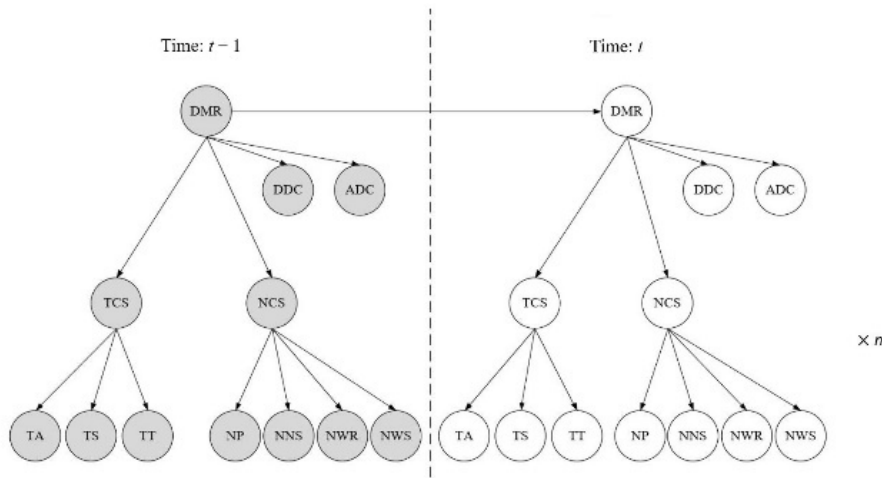 Time: t − 1
Time: t
DMR
DMR
DDC
ADC
DDC
ADC
TCS
NCS
TCS
NCS
× n
TA
TS
TT
NP
NNS
NWR
NWS
TA
TS
TT
NP
NNS
NWR
NWS